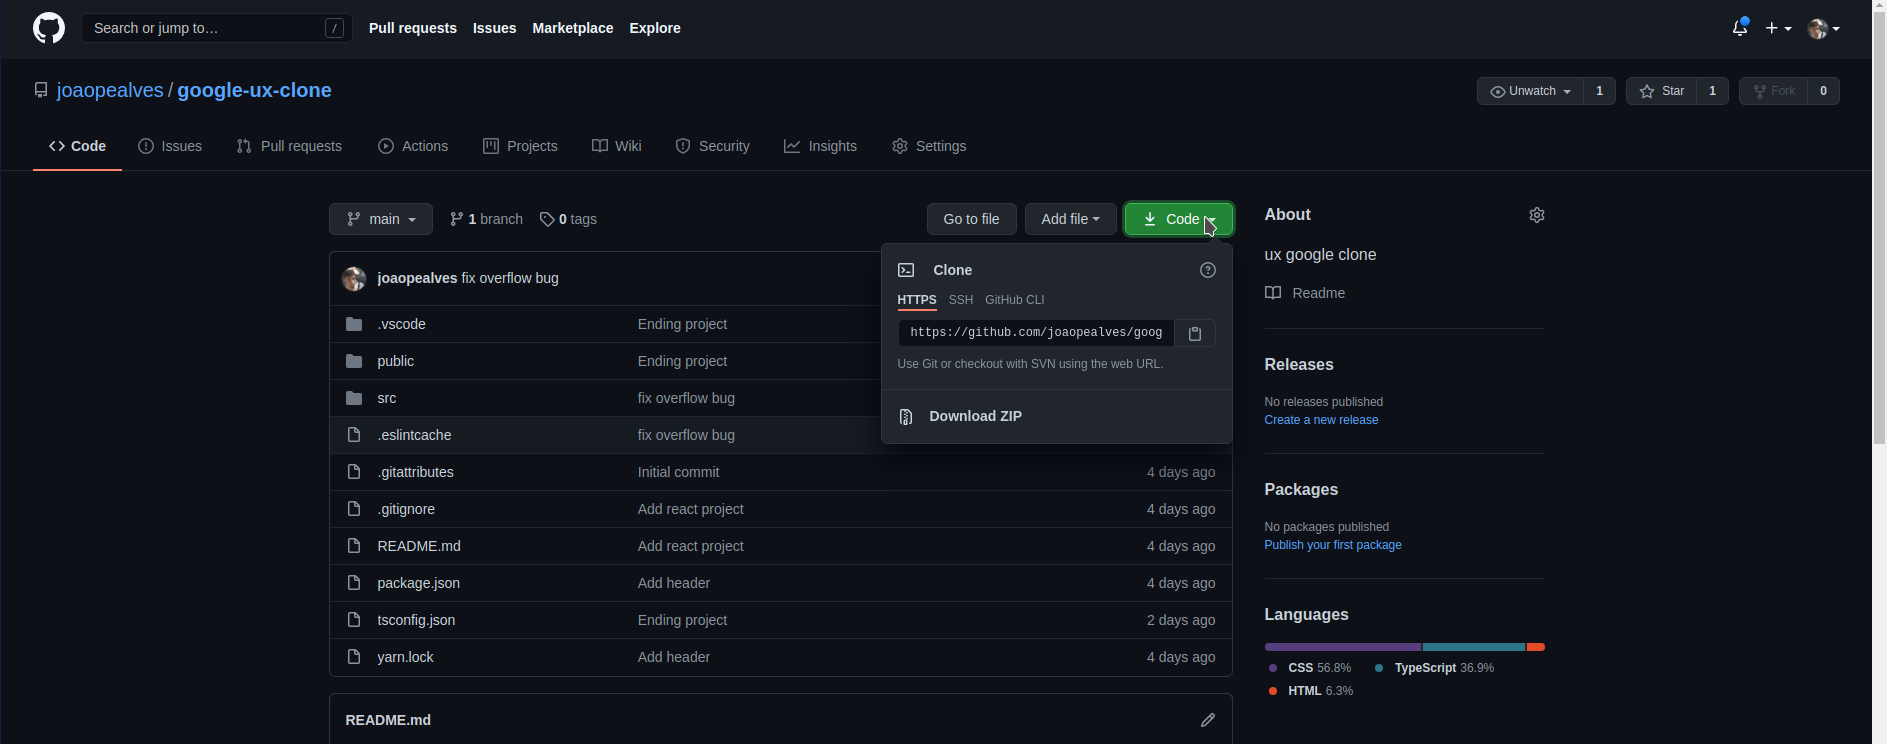 Search or jump to… /
Pull requests Issues Marketplace Explore
joaopealves / google-ux-clone
Unwatch 1 Star 1 Fork 0
Code Issues Pull requests Actions Projects Wiki Security Insights Settings
main 1 branch 0 tags Go to file Add file Code
joaopealves fix overflow bug
.vscode Ending project
public Ending project
src fix overflow bug
.eslintcache fix overflow bug
.gitattributes Initial commit 4 days ago
.gitignore Add react project 4 days ago
README.md Add react project 4 days ago
package.json Add header 4 days ago
tsconfig.json Ending project 2 days ago
yarn.lock Add header 4 days ago
README.md
Clone
HTTPS SSH GitHub CLI
https://github.com/joaopealves/goog
Use Git or checkout with SVN using the web URL.
Download ZIP
About
ux google clone
Readme
Releases
No releases published
Create a new release
Packages
No packages published
Publish your first package
Languages
CSS 56.8% TypeScript 36.9%
HTML 6.3%